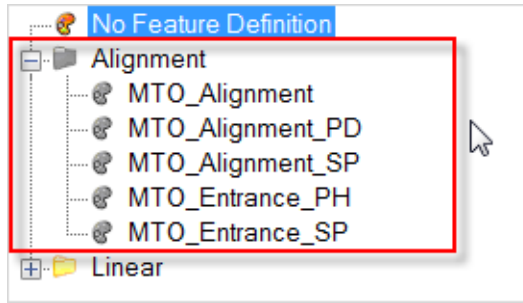 No Feature Definition
Alignment
MTO_Alignment
MTO_Alignment_PD
MTO_Alignment_SP
MTO_Entrance_PH
MTO_Entrance_SP
Linear